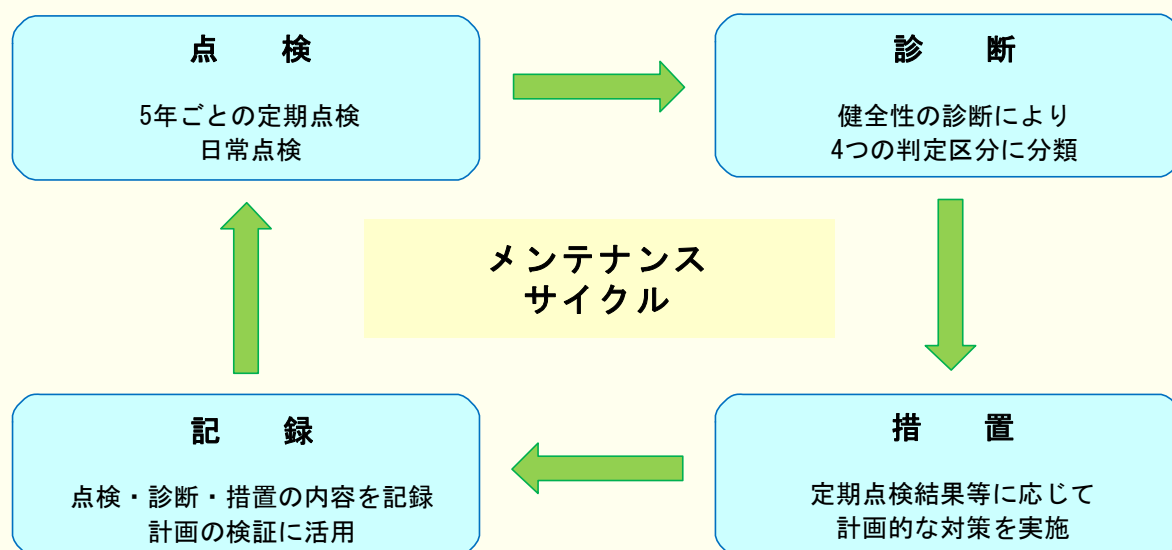 点　検
5年ごとの定期点検
日常点検
診　断
健全性の診断により
4つの判定区分に分類
メンテナンス
サイクル
記　録
点検・診断・措置の内容を記録
計画の検証に活用
措　置
定期点検結果等に応じて
計画的な対策を実施